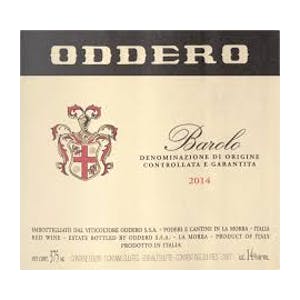 ODDERO
Barolo
DENOMINAZIONE DI ORIGINE
CONTROLLATA E GARANTITA
2014
IMBOTTIGLIATO DAL VITICOLTORE ODDERO S.S.A. - PODERI E CANTINE IN LA MORRA - ITALIA
RED WINE - ESTATE BOTTLED BY ODDERO S.S.A. - LA MORRA - PRODUCT OF ITALY
PRODOTTO IN ITALIA